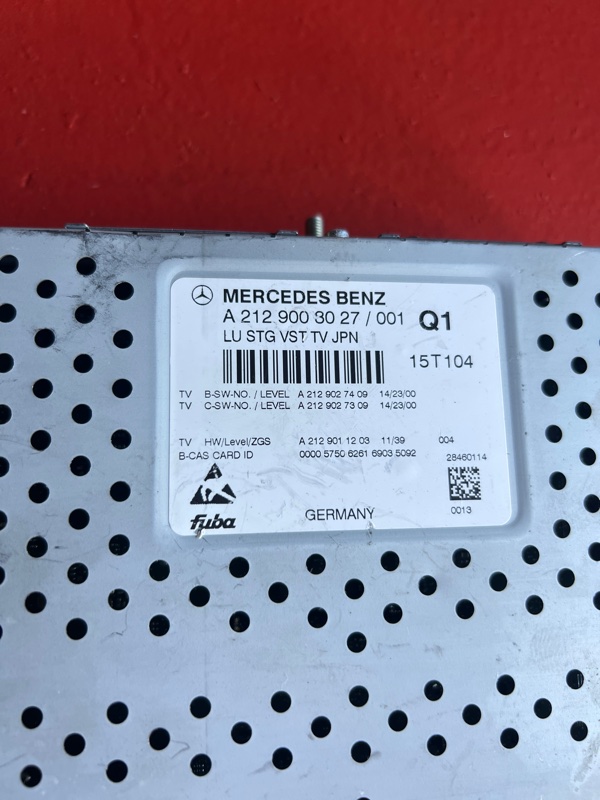 MERCEDES BENZ
A 212 900 30 27 / 001 Q1
LU STG VST TV JPN
15T104
TV B-SW-NO. / LEVEL A 212 902 74 09 14/23/00
TV C-SW-NO. / LEVEL A 212 902 73 09 14/23/00
TV HW/Level/ZGS A 212 901 12 03 11/39 004
B-CAS CARD ID 0000 5750 6261 6903 5092 28460114
0013
fuba GERMANY